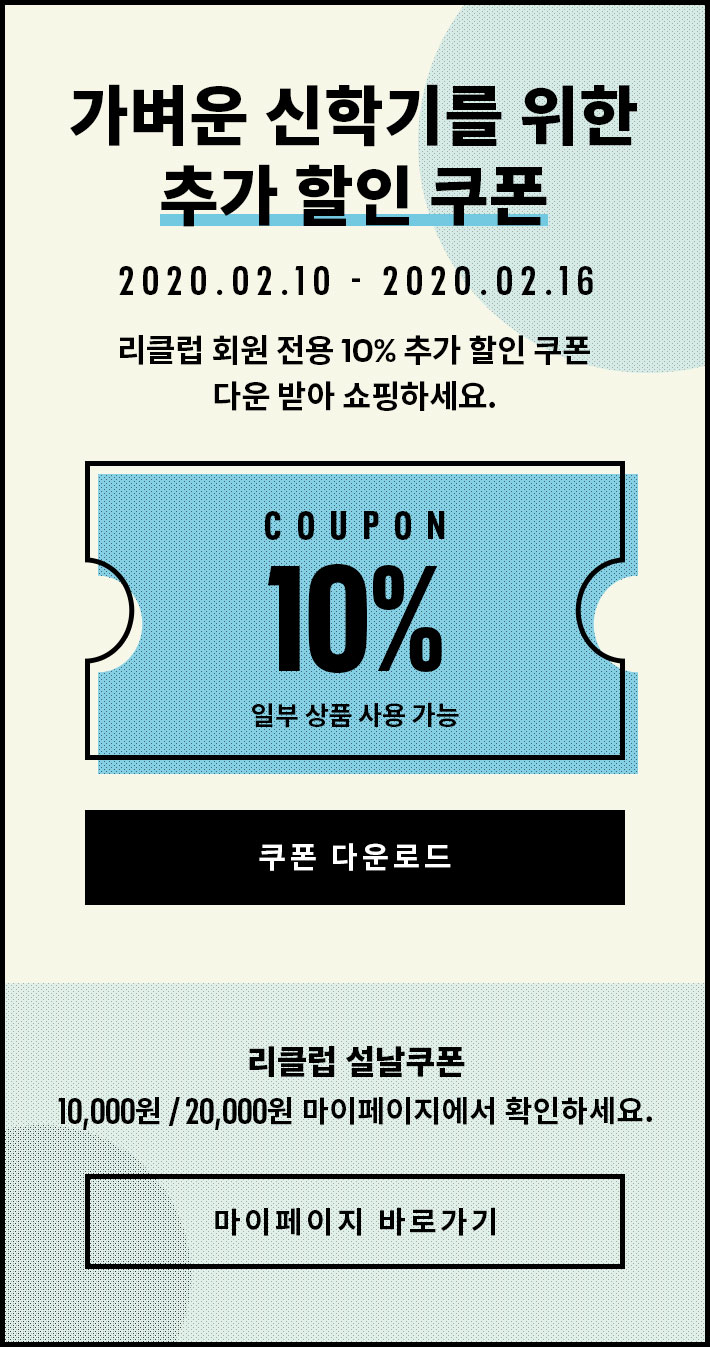 가벼운 신학기를 위한
추가 할인 쿠폰
2020.02.10 - 2020.02.16
리클럽 회원 전용 10% 추가 할인 쿠폰
다운 받아 쇼핑하세요.
COUPON
10%
일부 상품 사용 가능
쿠폰 다운로드
리클럽 설날쿠폰
10,000원 / 20,000원 마이페이지에서 확인하세요.
마이페이지 바로가기